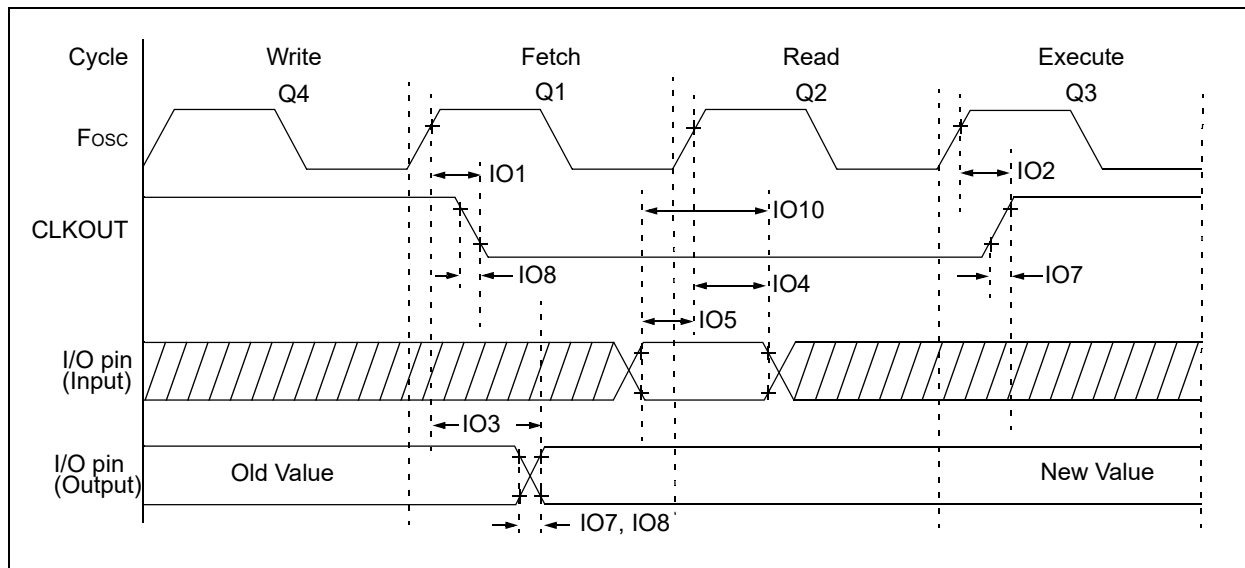 Cycle Write Fetch Read Execute
Q4 Q1 Q2 Q3
FOSC
IO1 IO2
CLKOUT IO10
IO8 IO4 IO7
IO5
I/O pin
(Input)
IO3
I/O pin
(Output) Old Value New Value
IO7, IO8